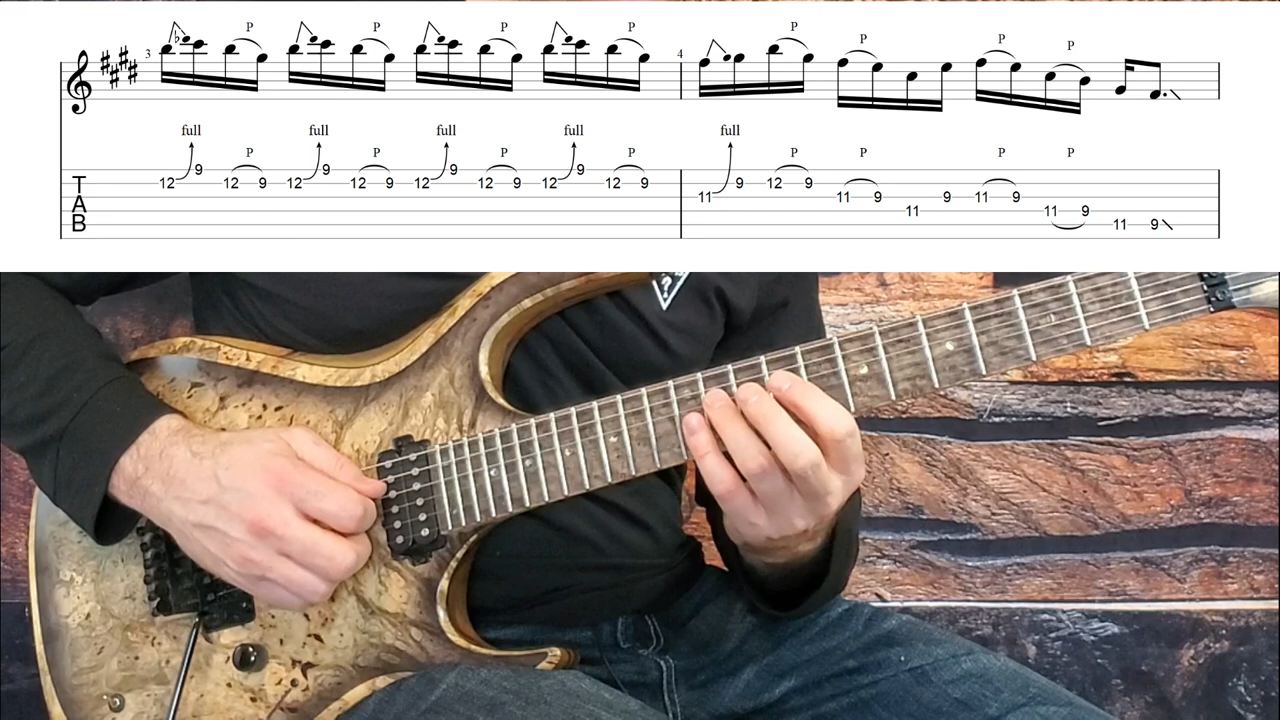 P P P P P P P P
3 4
full full full full full
P P P P P P P P
9 9 9 9
12 12 9 12 12 9 12 12 9 12 12 9 9 12 9
T 11 11 9 9 11 9
A 11 11 9
B 11 9
?